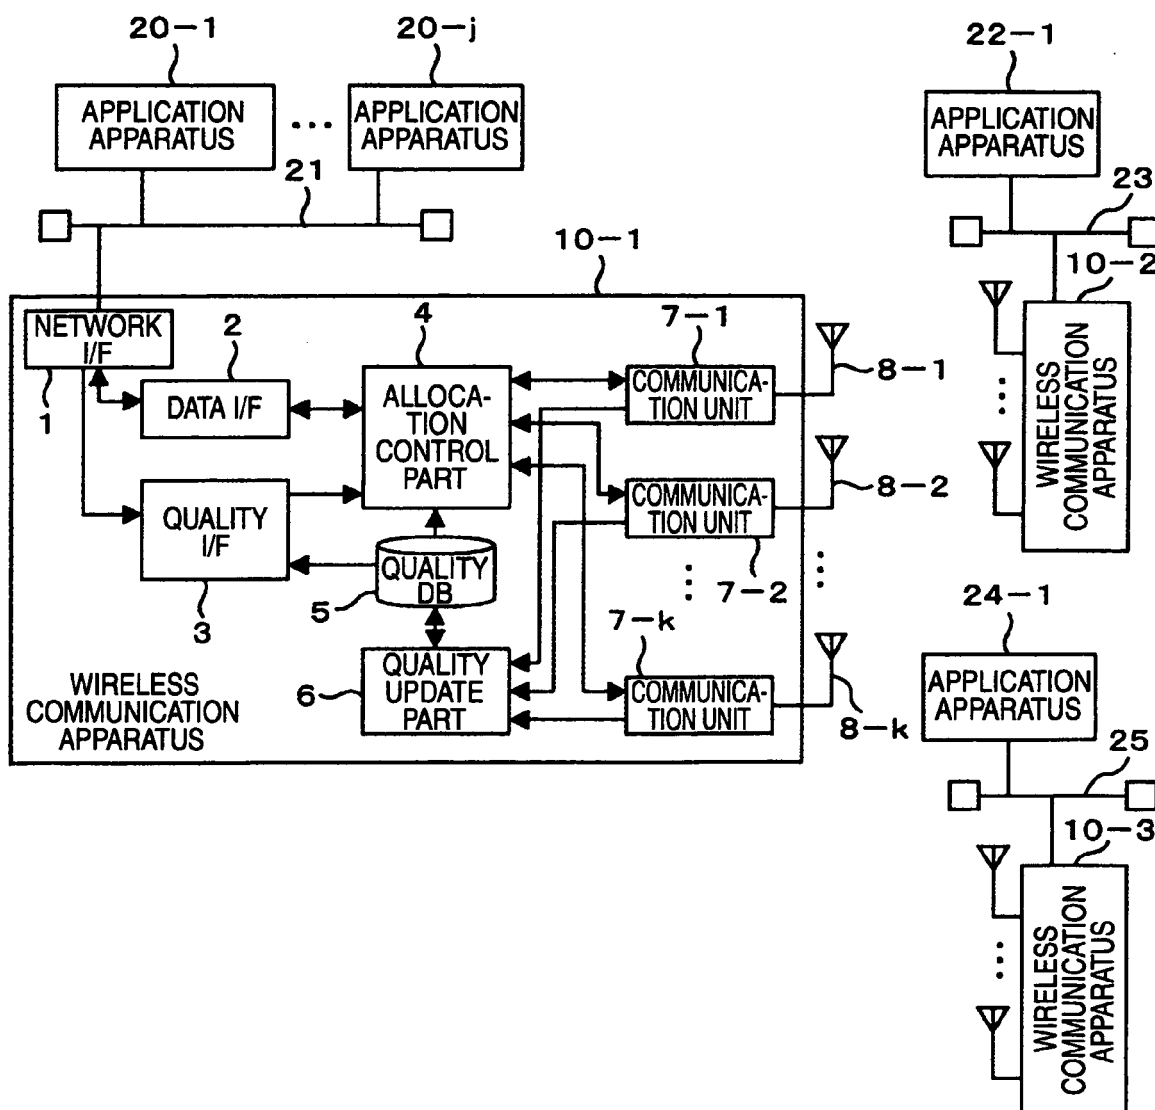 20-1
20-j
22-1
APPLICATION
APPARATUS
...
APPLICATION
APPARATUS
APPLICATION
APPARATUS
21
23
10-1
10-2
NETWORK
I/F
1
2
DATA I/F
4
ALLOCA-
TION
CONTROL
PART
7-1
COMMUNICA-
TION UNIT
8-1
QUALITY
I/F
3
COMMUNICA-
TION UNIT
7-2
8-2
WIRELESS
COMMUNICATION
APPARATUS
QUALITY
DB
5
QUALITY
UPDATE
PART
6
7-k
COMMUNICA-
TION UNIT
8-k
WIRELESS
COMMUNICATION
APPARATUS
24-1
APPLICATION
APPARATUS
25
10-3
WIRELESS
COMMUNICATION
APPARATUS